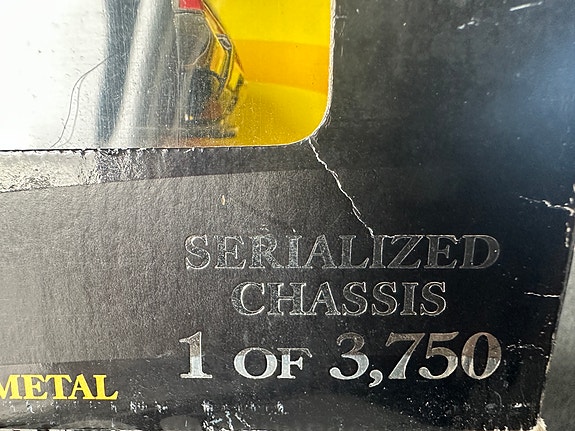 SERIALIZED
CHASSIS
1 OF 3,750
METAL